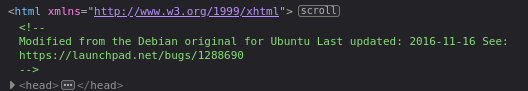 <html xmlns="http://www.w3.org/1999/xhtml"> scroll
<!--
Modified from the Debian original for Ubuntu Last updated: 2016-11-16 See:
https://launchpad.net/bugs/1288690
-->
<head>⋯</head>